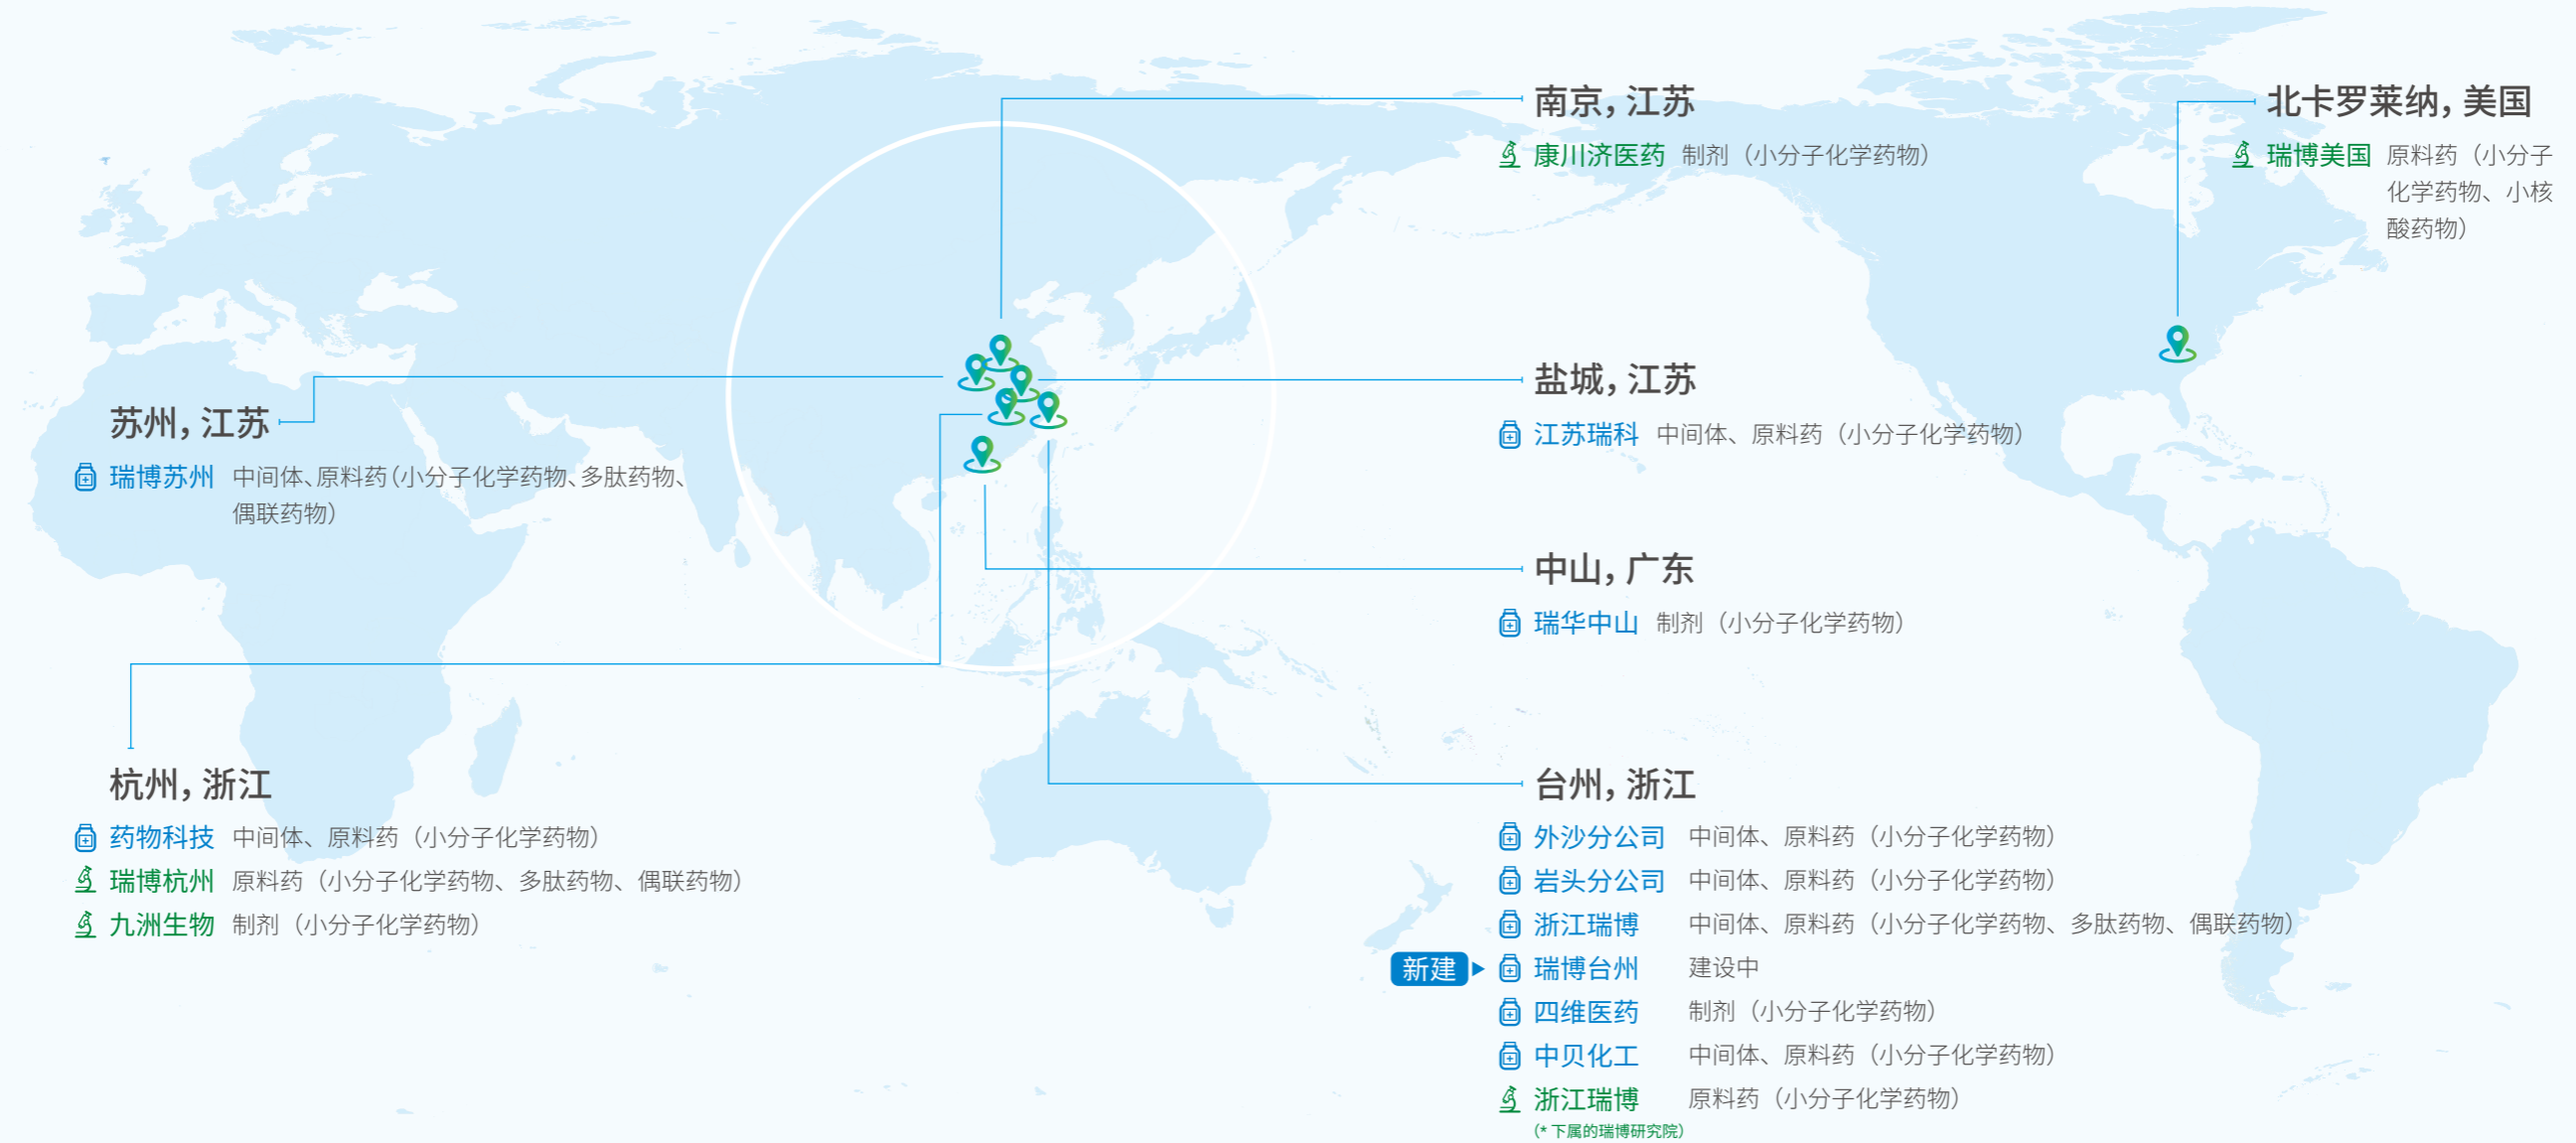 南京，江苏
康川济医药 制剂（小分子化学药物）
北卡罗莱纳，美国
瑞博美国 原料药（小分子
化学药物、小核
酸药物）
盐城，江苏
江苏瑞科 中间体、原料药（小分子化学药物）
苏州，江苏
瑞博苏州 中间体、原料药（小分子化学药物、多肽药物、
偶联药物）
中山，广东
瑞华中山 制剂（小分子化学药物）
杭州，浙江
药物科技 中间体、原料药（小分子化学药物）
瑞博杭州 原料药（小分子化学药物、多肽药物、偶联药物）
九洲生物 制剂（小分子化学药物）
台州，浙江
外沙分公司 中间体、原料药（小分子化学药物）
岩头分公司 中间体、原料药（小分子化学药物）
浙江瑞博 中间体、原料药（小分子化学药物、多肽药物、偶联药物）
新建 瑞博台州 建设中
四维医药 制剂（小分子化学药物）
中贝化工 中间体、原料药（小分子化学药物）
浙江瑞博 原料药（小分子化学药物）
（* 下属的瑞博研究院）